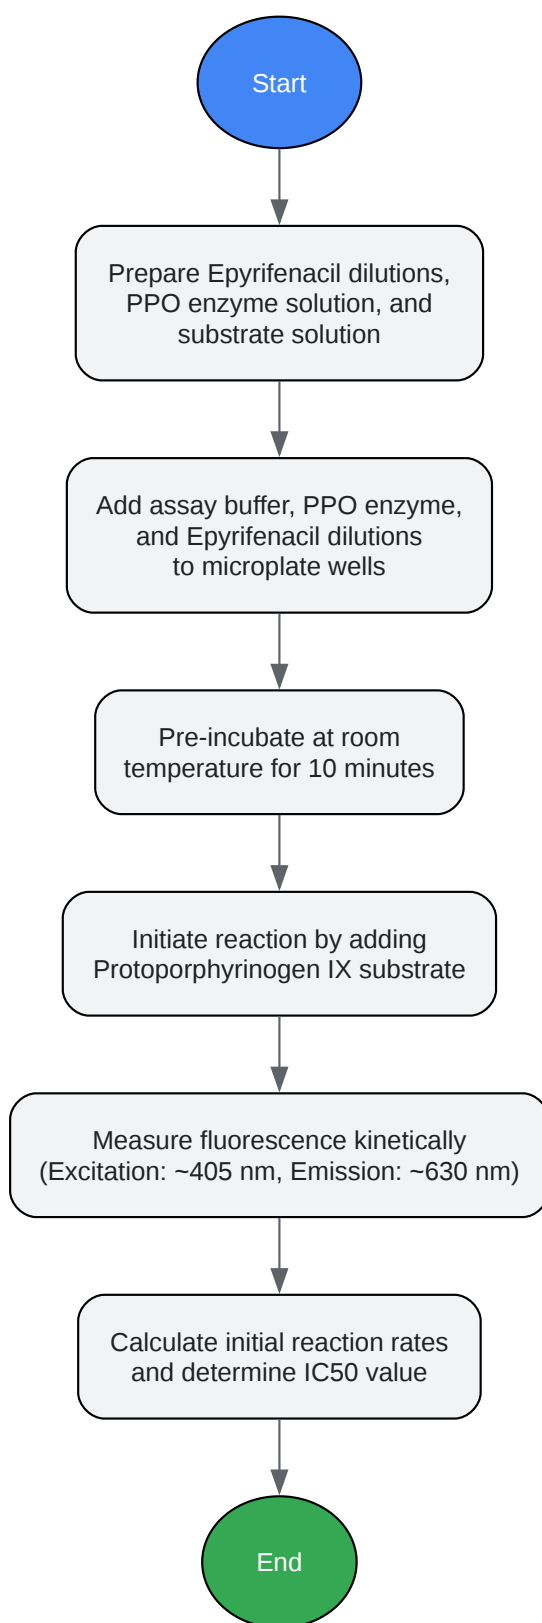 Start
Prepare Epyrifenacil dilutions,
PPO enzyme solution, and
substrate solution
Add assay buffer, PPO enzyme,
and Epyrifenacil dilutions
to microplate wells
Pre-incubate at room
temperature for 10 minutes
Initiate reaction by adding
Protoporphyrinogen IX substrate
Measure fluorescence kinetically
(Excitation: ~405 nm, Emission: ~630 nm)
Calculate initial reaction rates
and determine IC50 value
End